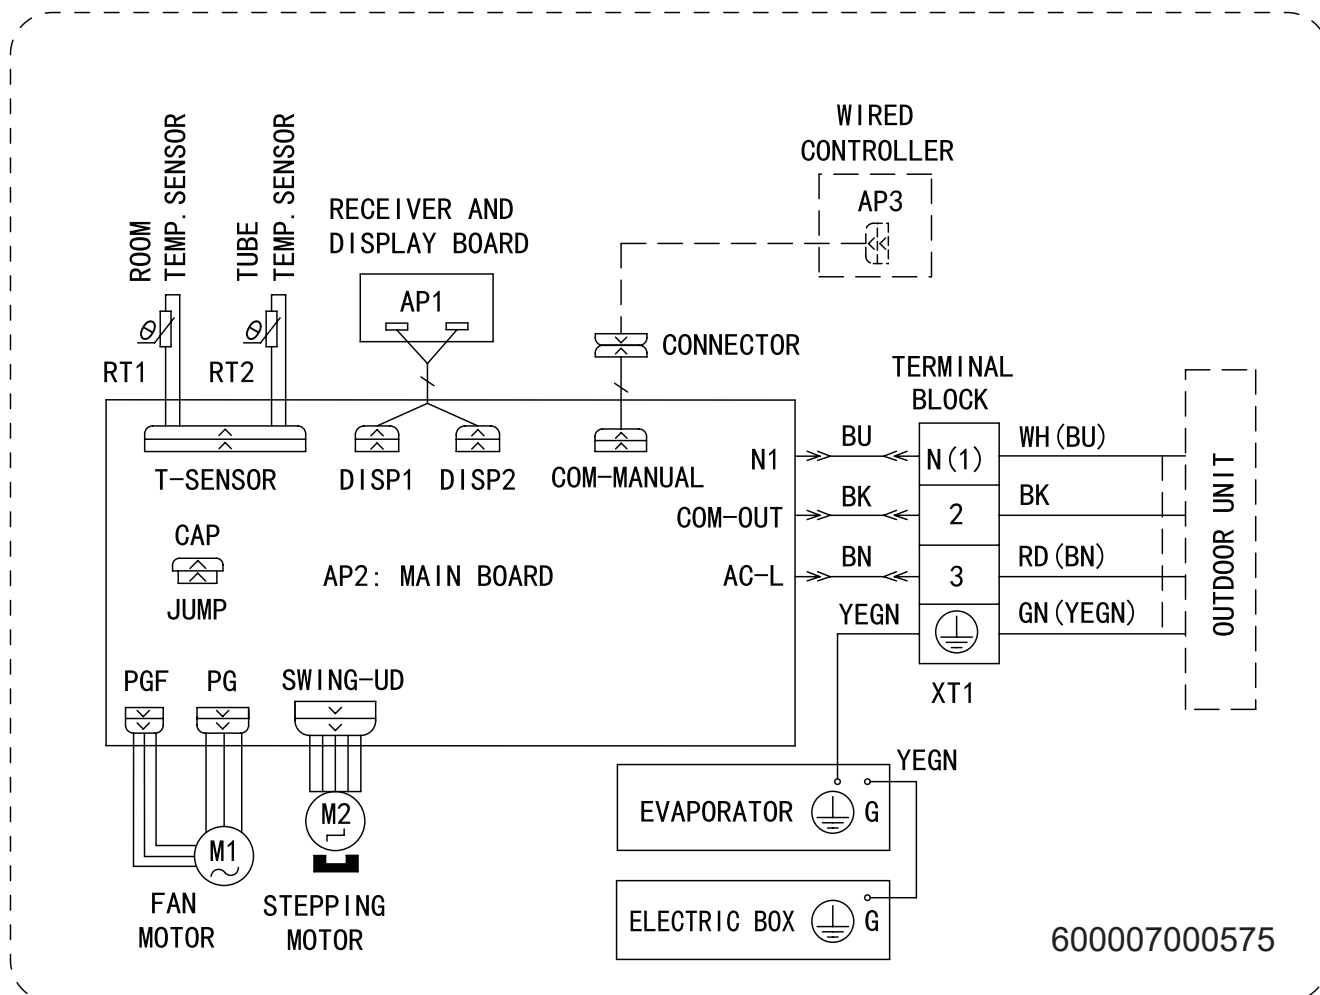 ROOM
TEMP. SENSOR
TUBE
TEMP. SENSOR
RT1
RT2
RECEIVER AND
DISPLAY BOARD
AP1
WIRED
CONTROLLER
AP3
CONNECTOR
TERMINAL
BLOCK
T-SENSOR
DISP1
DISP2
COM-MANUAL
N1
BU
N(1)
WH(BU)
COM-OUT
BK
2
BK
AC-L
BN
3
RD(BN)
YEGN
GN(YEGN)
XT1
OUTDOOR UNIT
CAP
JUMP
AP2: MAIN BOARD
PGF
PG
SWING-UD
M1
M2
FAN
MOTOR
STEPPING
MOTOR
YEGN
EVAPORATOR
G
ELECTRIC BOX
G
600007000575